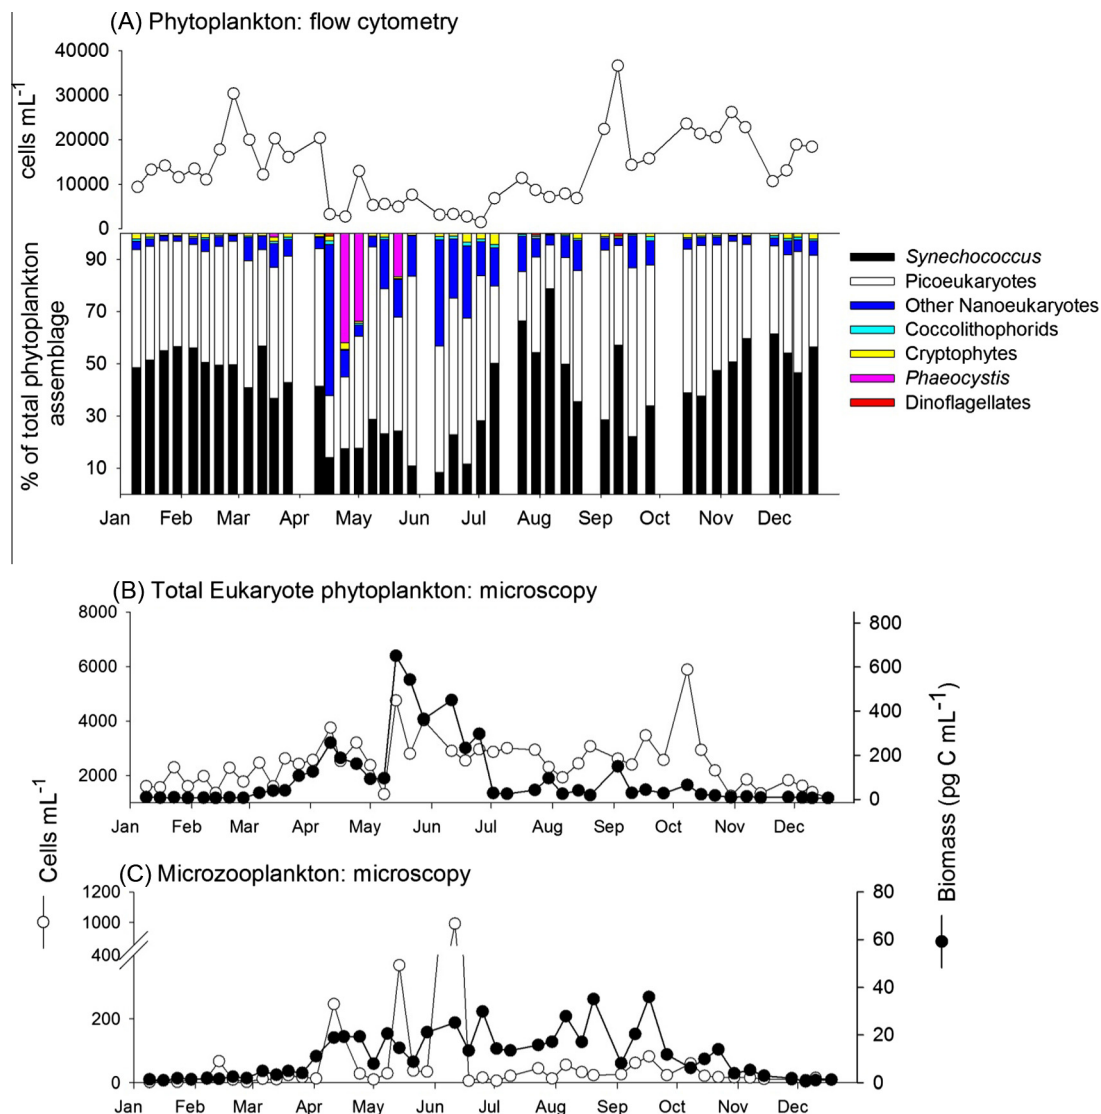 (A) Phytoplankton: flow cytometry
cells mL-1
40000
30000
20000
10000
0
% of total phytoplankton
assemblage
90
70
50
30
10
Jan Feb Mar Apr May Jun Jul Aug Sep Oct Nov Dec
Synechococcus
Picoeukaryotes
Other Nanoeukaryotes
Coccolithophorids
Cryptophytes
Phaeocystis
Dinoflagellates
(B) Total Eukaryote phytoplankton: microscopy
8000
6000
4000
2000
800
600
400
200
0
Jan Feb Mar Apr May Jun Jul Aug Sep Oct Nov Dec
Cells mL-1
Biomass (pg C mL-1)
(C) Microzooplankton: microscopy
1200
1000
400
200
0
80
60
40
20
0
Jan Feb Mar Apr May Jun Jul Aug Sep Oct Nov Dec